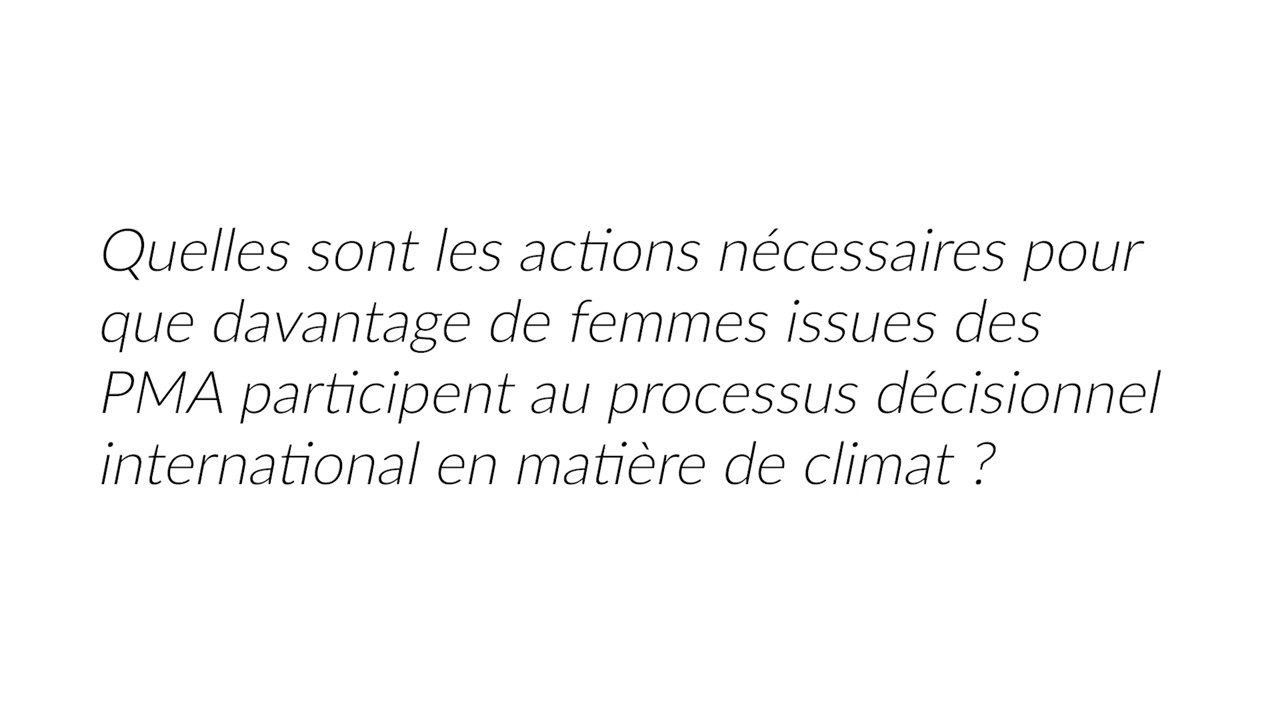 Quelles sont les actions nécessaires pour
que davantage de femmes issues des
PMA participent au processus décisionnel
international en matière de climat ?